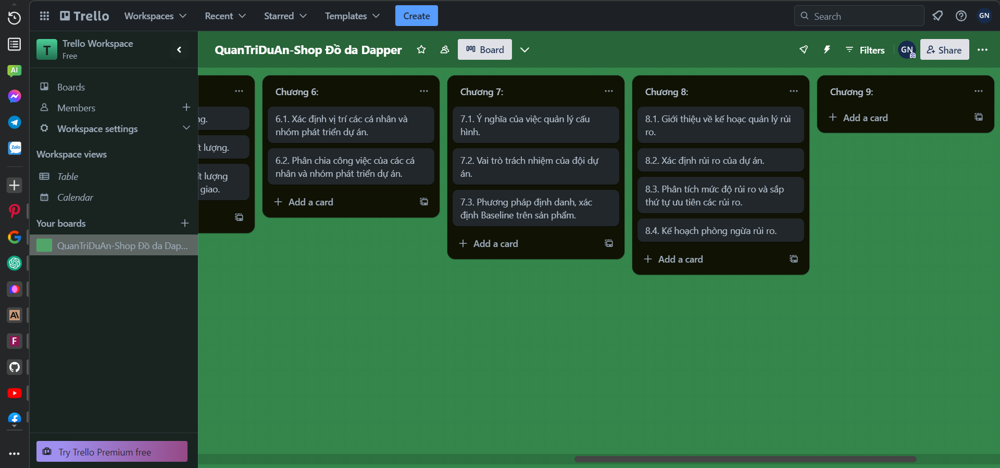 Trello
Workspaces
Recent
Starred
Templates
Create
Search
GN
T
Trello Workspace
Free
QuanTriDuAn-Shop Đồ da Dapper
Board
Filters
GN
Share
AI
Zalo
A\
F
Boards
Members
Workspace settings
Workspace views
Table
Calendar
Your boards
QuanTriDuAn-Shop Đồ da Dap...
Try Trello Premium free
t lượng.
ít lượng
giao.
Chương 6:
6.1. Xác định vị trí các cá nhân và
nhóm phát triển dự án.
6.2. Phân chia công việc của các cá
nhân và nhóm phát triển dự án.
Add a card
Chương 7:
7.1. Ý nghĩa của việc quản lý cấu
hình.
7.2. Vai trò trách nhiệm của đội dự
án.
7.3. Phương pháp định danh, xác
định Baseline trên sản phẩm.
Add a card
Chương 8:
8.1. Giới thiệu về kế hoạc quản lý rủi
ro.
8.2. Xác định rủi ro của dự án.
8.3. Phân tích mức độ rủi ro và sắp
thứ tự ưu tiên các rủi ro.
8.4. Kế hoạch phòng ngừa rủi ro.
Add a card
Chương 9:
Add a card